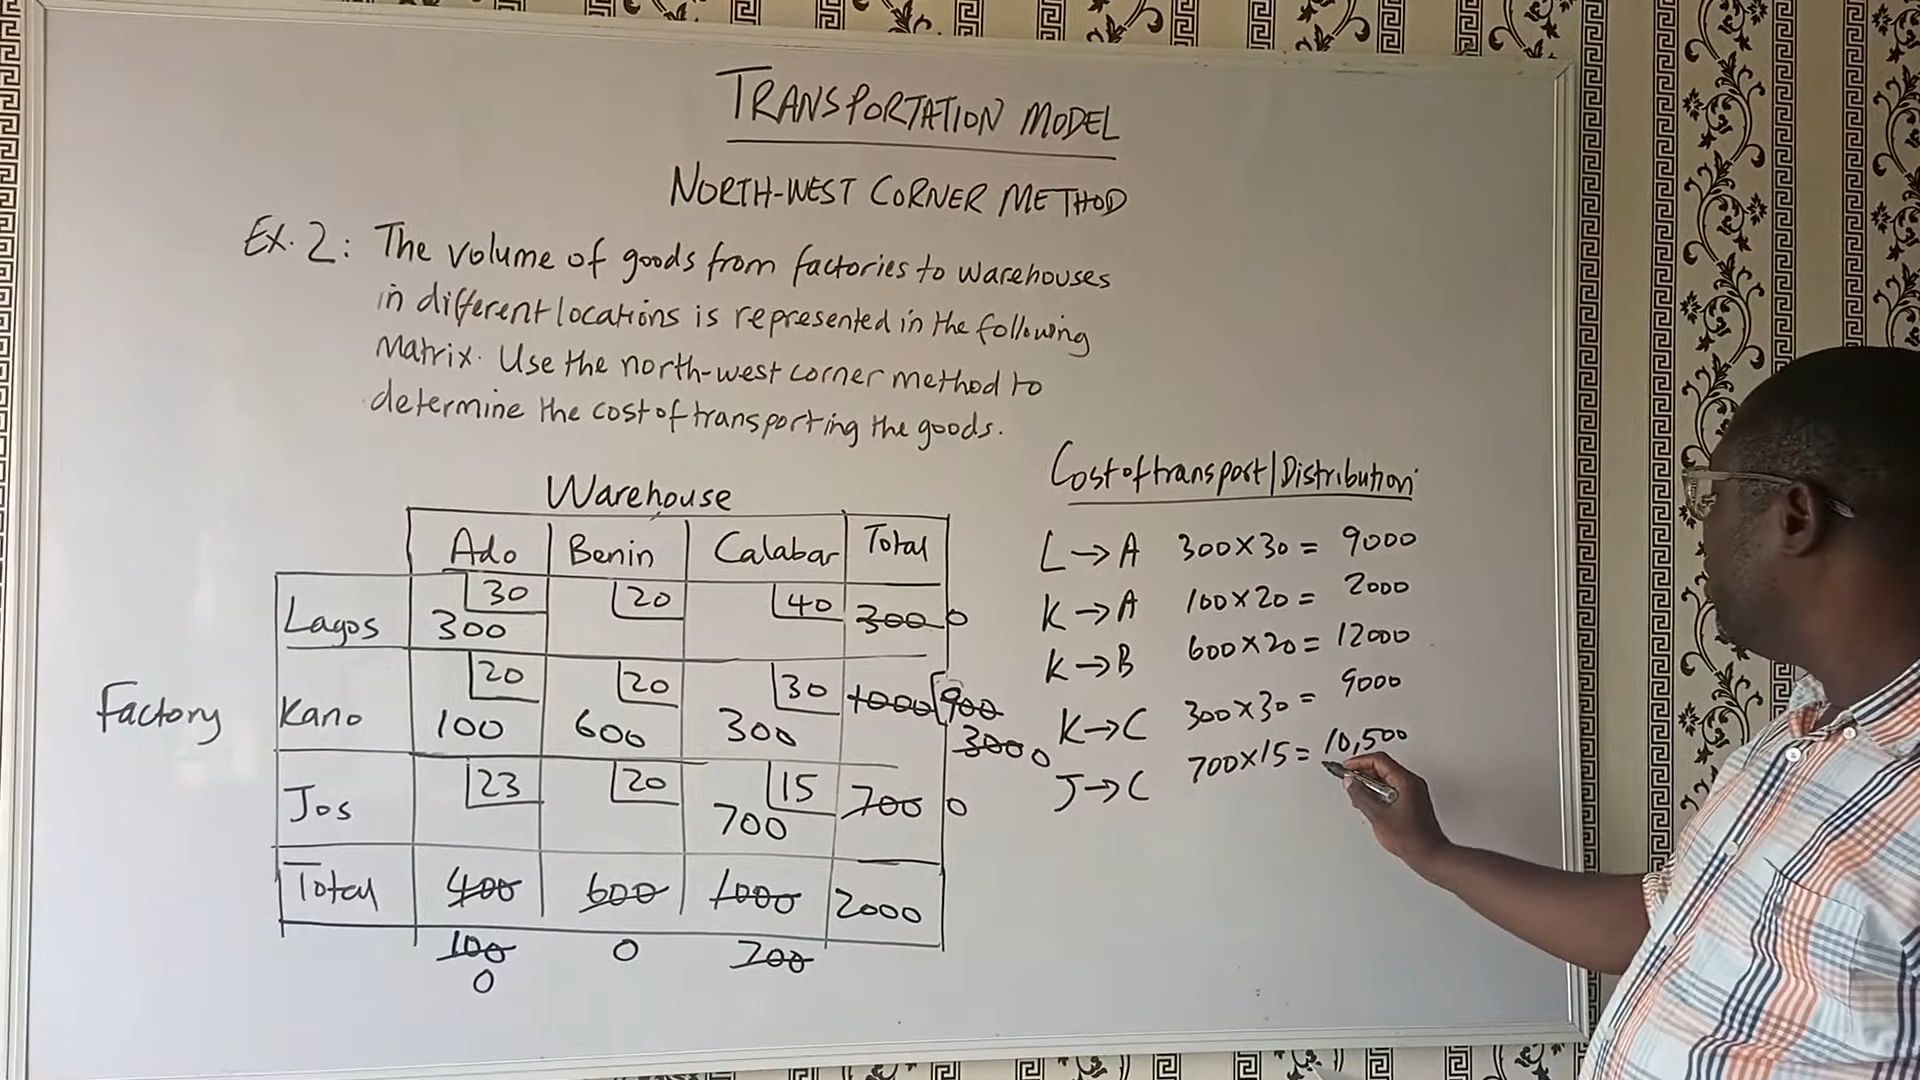 TRANSPORTATION MODEL
NORTH-WEST CORNER METHOD
Ex. 2: The volume of goods from factories to warehouses
in different locations is represented in the following
matrix. Use the north-west corner method to
determine the cost of transporting the goods.
Warehouse
Ado Benin Calabar Total
30 20 40
Lagos 300 300 0
20 20 30
Factory Kano 100 600 300 1000 900
300 0
23 20 15
Jos 700 700 0
Total 400 600 1000 2000
100 0 700
0
Cost of transport/Distribution
L→A 300×30 = 9000
K→A 100×20 = 2000
K→B 600×20 = 12000
K→C 300×30 = 9000
J→C 700×15 = 10,500